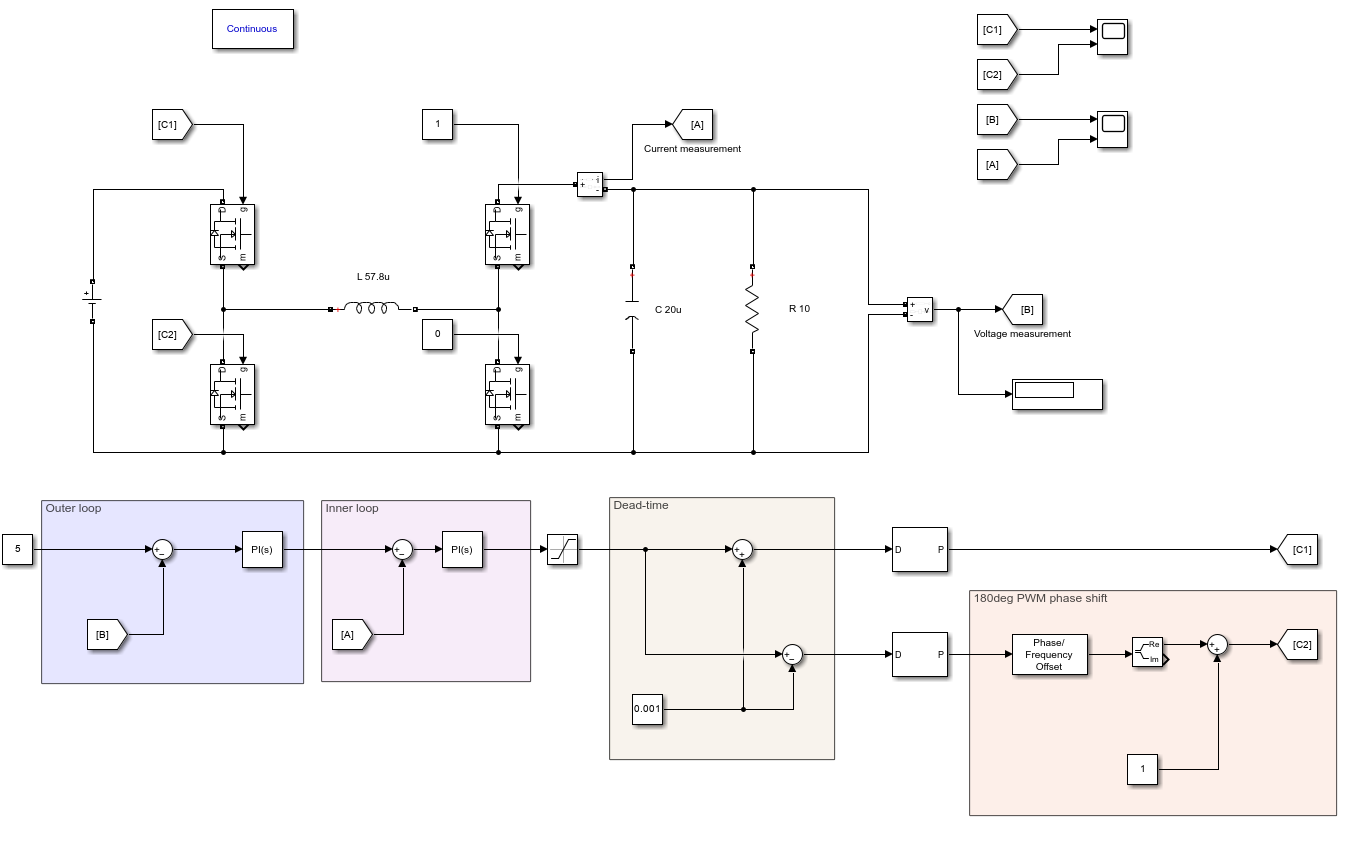 Continuous
[C1]
[C2]
[B]
[A]
[C1]
1
[A]
Current measurement
+
i
-
D
g
S
m
D
g
S
m
L 57.8u
+
[C2]
0
C 20u
R 10
+
-
v
[B]
Voltage measurement
D
g
S
m
D
g
S
m
Outer loop
5
+
−
PI(s)
[B]
Inner loop
+
−
PI(s)
[A]
Dead-time
+
+
+
−
0.001
D
P
[C1]
D
P
180deg PWM phase shift
Phase/
Frequency
Offset
Re
Im
+
+
[C2]
1